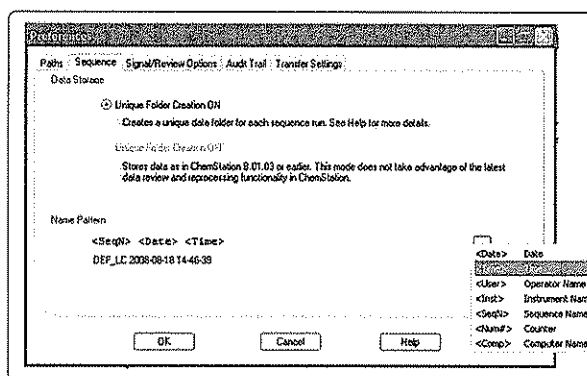 Preferences
Paths Sequence Signal/Review Options Audit Trail Transfer Settings
Data Storage
Unique Folder Creation ON
Creates a unique data folder for each sequence run. See Help for more details.
Unique Folder Creation OFF
Stores data as in ChemStation B.01.03 or earlier. This mode does not take advantage of the latest
data review and reprocessing functionality in ChemStation.
Name Pattern
<SeqN> <Date> <Time>
DEF_LC 2008-08-18 14-46-39
<Date> Date
<Time> Time
<User> Operator Name
<Inst> Instrument Nam
<SeqN> Sequence Name
<Num#> Counter
<Comp> Computer Name
OK Cancel Help